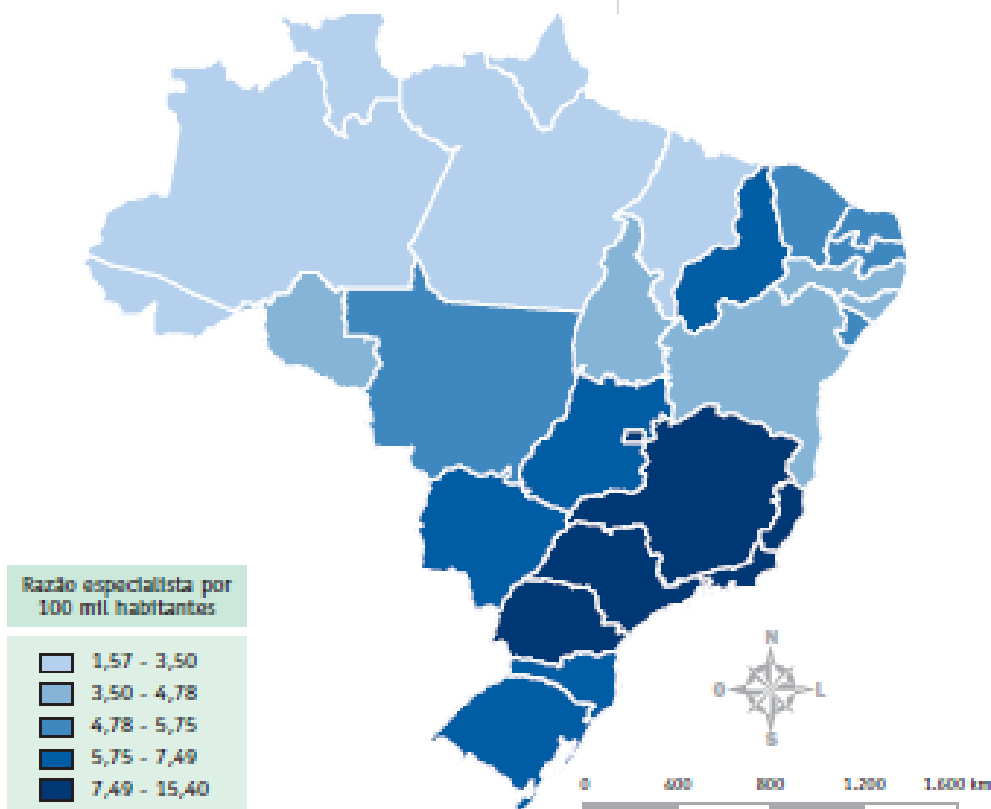 Razão especialista por
100 mil habitantes
1,57 - 3,50
3,50 - 4,78
4,78 - 5,75
5,75 - 7,49
7,49 - 15,40
N
O
L
S
0 400 800 1.200 1.600 km